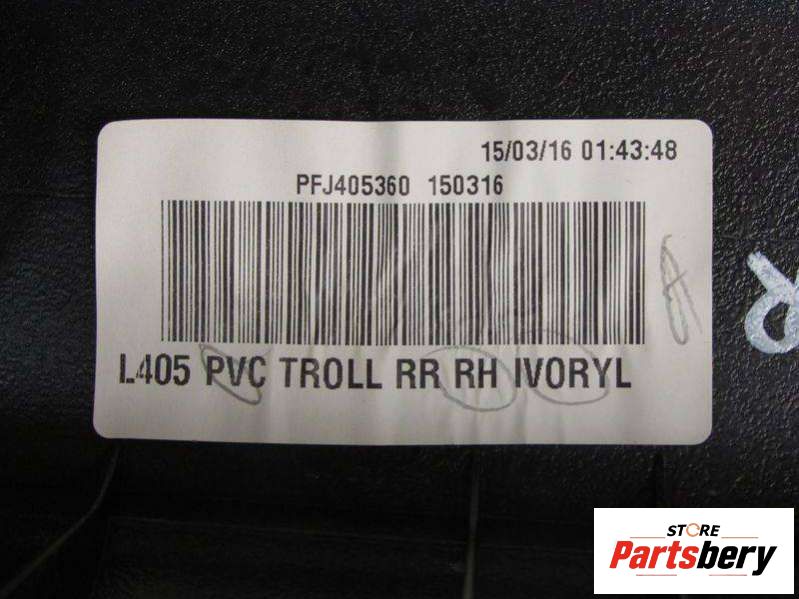 15/03/16 01:43:48
PFJ405360 150316
L405 PVC TROLL RR RH IVORYL
STORE
Partsbery